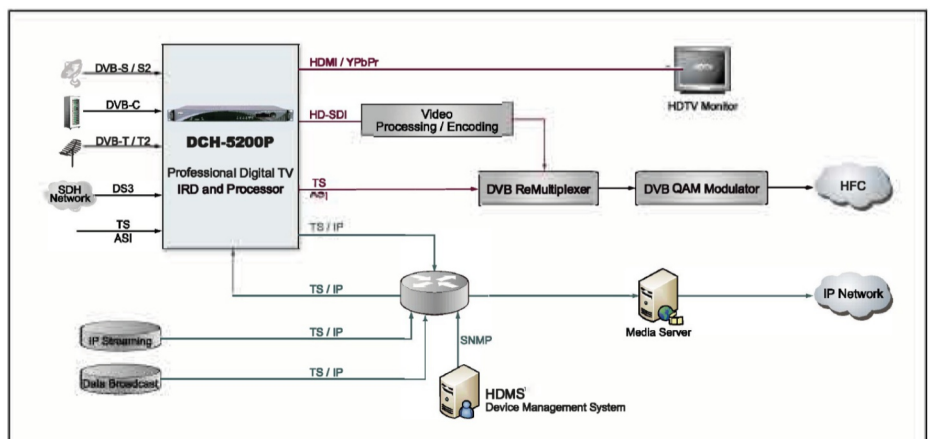 HDMI / YPbPr
DVB-S / S2
HDTV Monitor
DVB-C
HD-SDI
Video
Processing / Encoding
DCH-5200P
DVB-T / T2
Professional Digital TV
IRD and Processor
SDH
Network
DS3
TS
DVB ReMultiplexer
DVB QAM Modulator
HFC
TS
ASI
TS / IP
TS / IP
IP Network
Media Server
IP Streaming
TS / IP
SNMP
Data Broadcast
TS / IP
HDMS
Device Management System